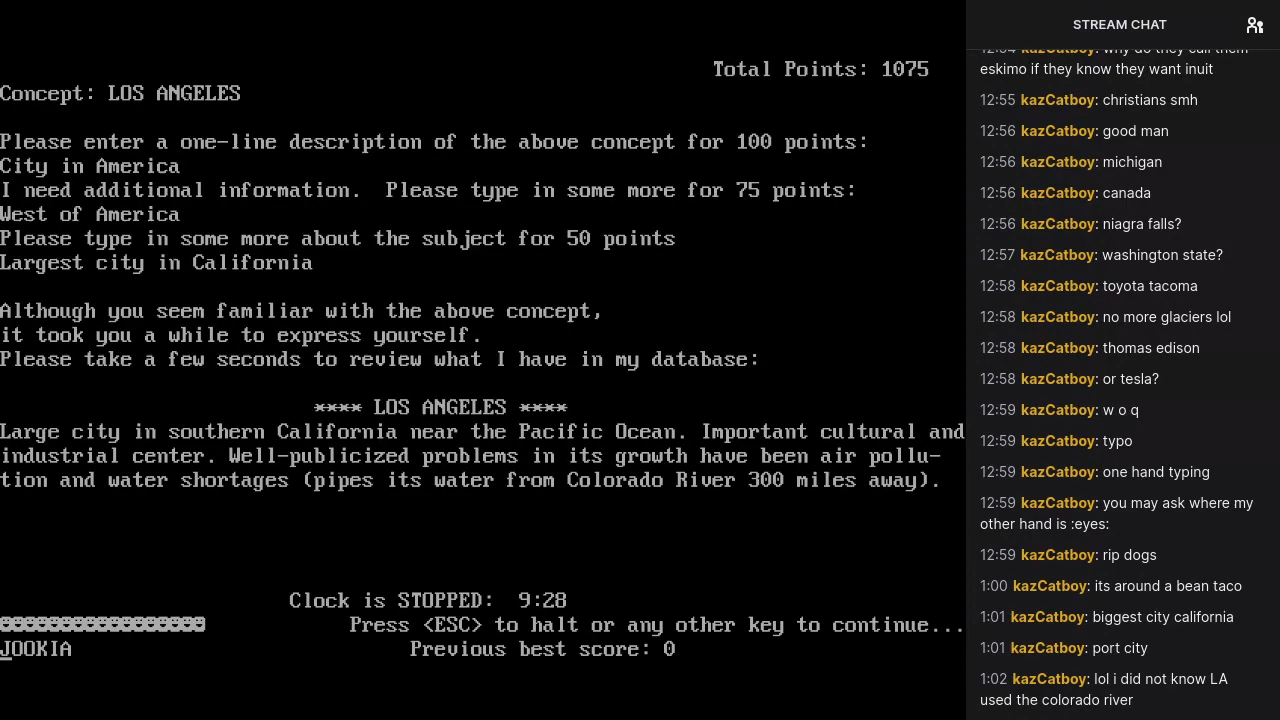 Total Points: 1075
Concept: LOS ANGELES
Please enter a one-line description of the above concept for 100 points:
City in America
I need additional information.  Please type in some more for 75 points:
West of America
Please type in some more about the subject for 50 points
Largest city in California
Although you seem familiar with the above concept,
it took you a while to express yourself.
Please take a few seconds to review what I have in my database:
**** LOS ANGELES ****
Large city in southern California near the Pacific Ocean. Important cultural and
industrial center. Well-publicized problems in its growth have been air pollu-
tion and water shortages (pipes its water from Colorado River 300 miles away).
Clock is STOPPED:  9:28
Press <ESC> to halt or any other key to continue...
JOOKIA
Previous best score: 0
STREAM CHAT
12:54 kazCatboy: why do they call them
eskimo if they know they want inuit
12:55 kazCatboy: christians smh
12:56 kazCatboy: good man
12:56 kazCatboy: michigan
12:56 kazCatboy: canada
12:56 kazCatboy: niagra falls?
12:57 kazCatboy: washington state?
12:58 kazCatboy: toyota tacoma
12:58 kazCatboy: no more glaciers lol
12:58 kazCatboy: thomas edison
12:58 kazCatboy: or tesla?
12:59 kazCatboy: w o q
12:59 kazCatboy: typo
12:59 kazCatboy: one hand typing
12:59 kazCatboy: you may ask where my
other hand is :eyes:
12:59 kazCatboy: rip dogs
1:00 kazCatboy: its around a bean taco
1:01 kazCatboy: biggest city california
1:01 kazCatboy: port city
1:02 kazCatboy: lol i did not know LA
used the colorado river